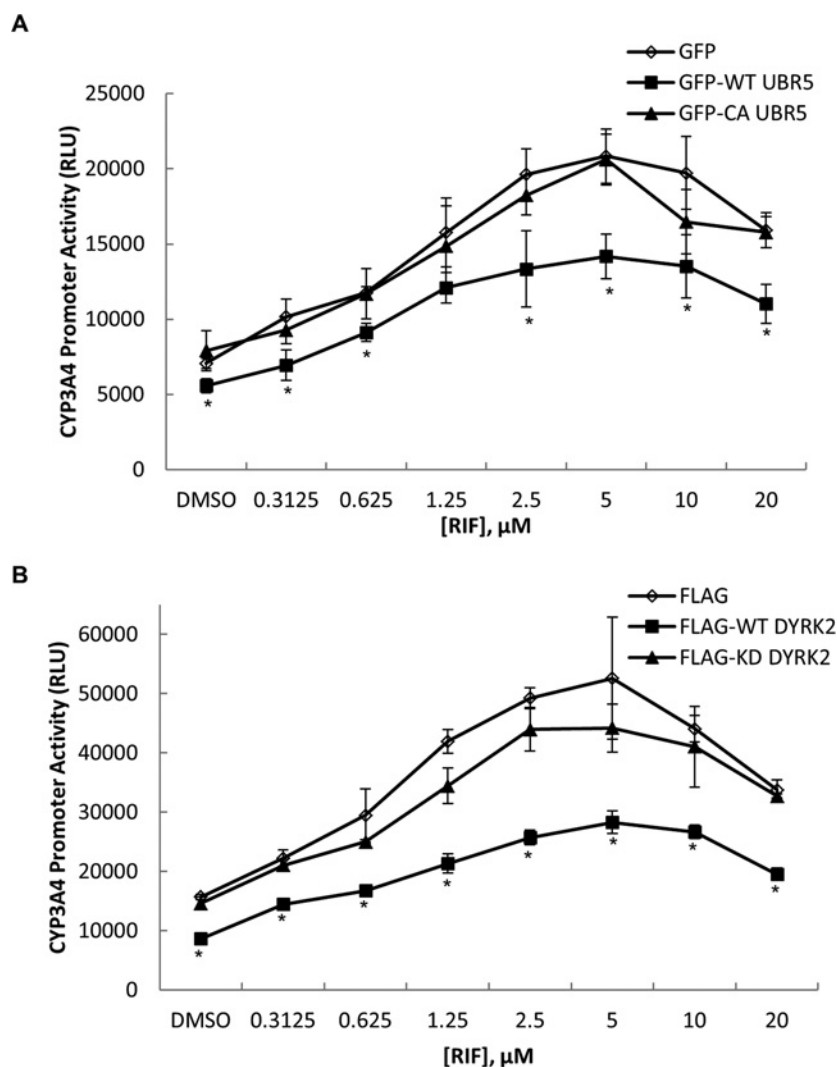 A
GFP
GFP-WT UBR5
GFP-CA UBR5
CYP3A4 Promoter Activity (RLU)
25000
20000
15000
10000
5000
0
* * * * * * *
DMSO 0.3125 0.625 1.25 2.5 5 10 20
[RIF], µM
B
FLAG
FLAG-WT DYRK2
FLAG-KD DYRK2
CYP3A4 Promoter Activity (RLU)
60000
50000
40000
30000
20000
10000
0
* * * * * * * *
DMSO 0.3125 0.625 1.25 2.5 5 10 20
[RIF], µM